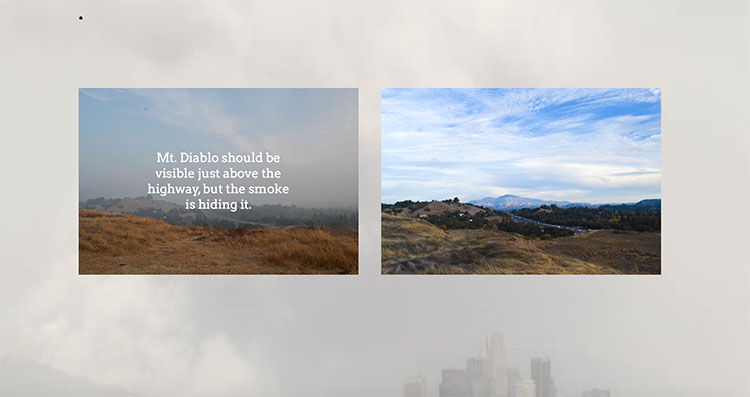 Mt. Diablo should be
visible just above the
highway, but the smoke
is hiding it.